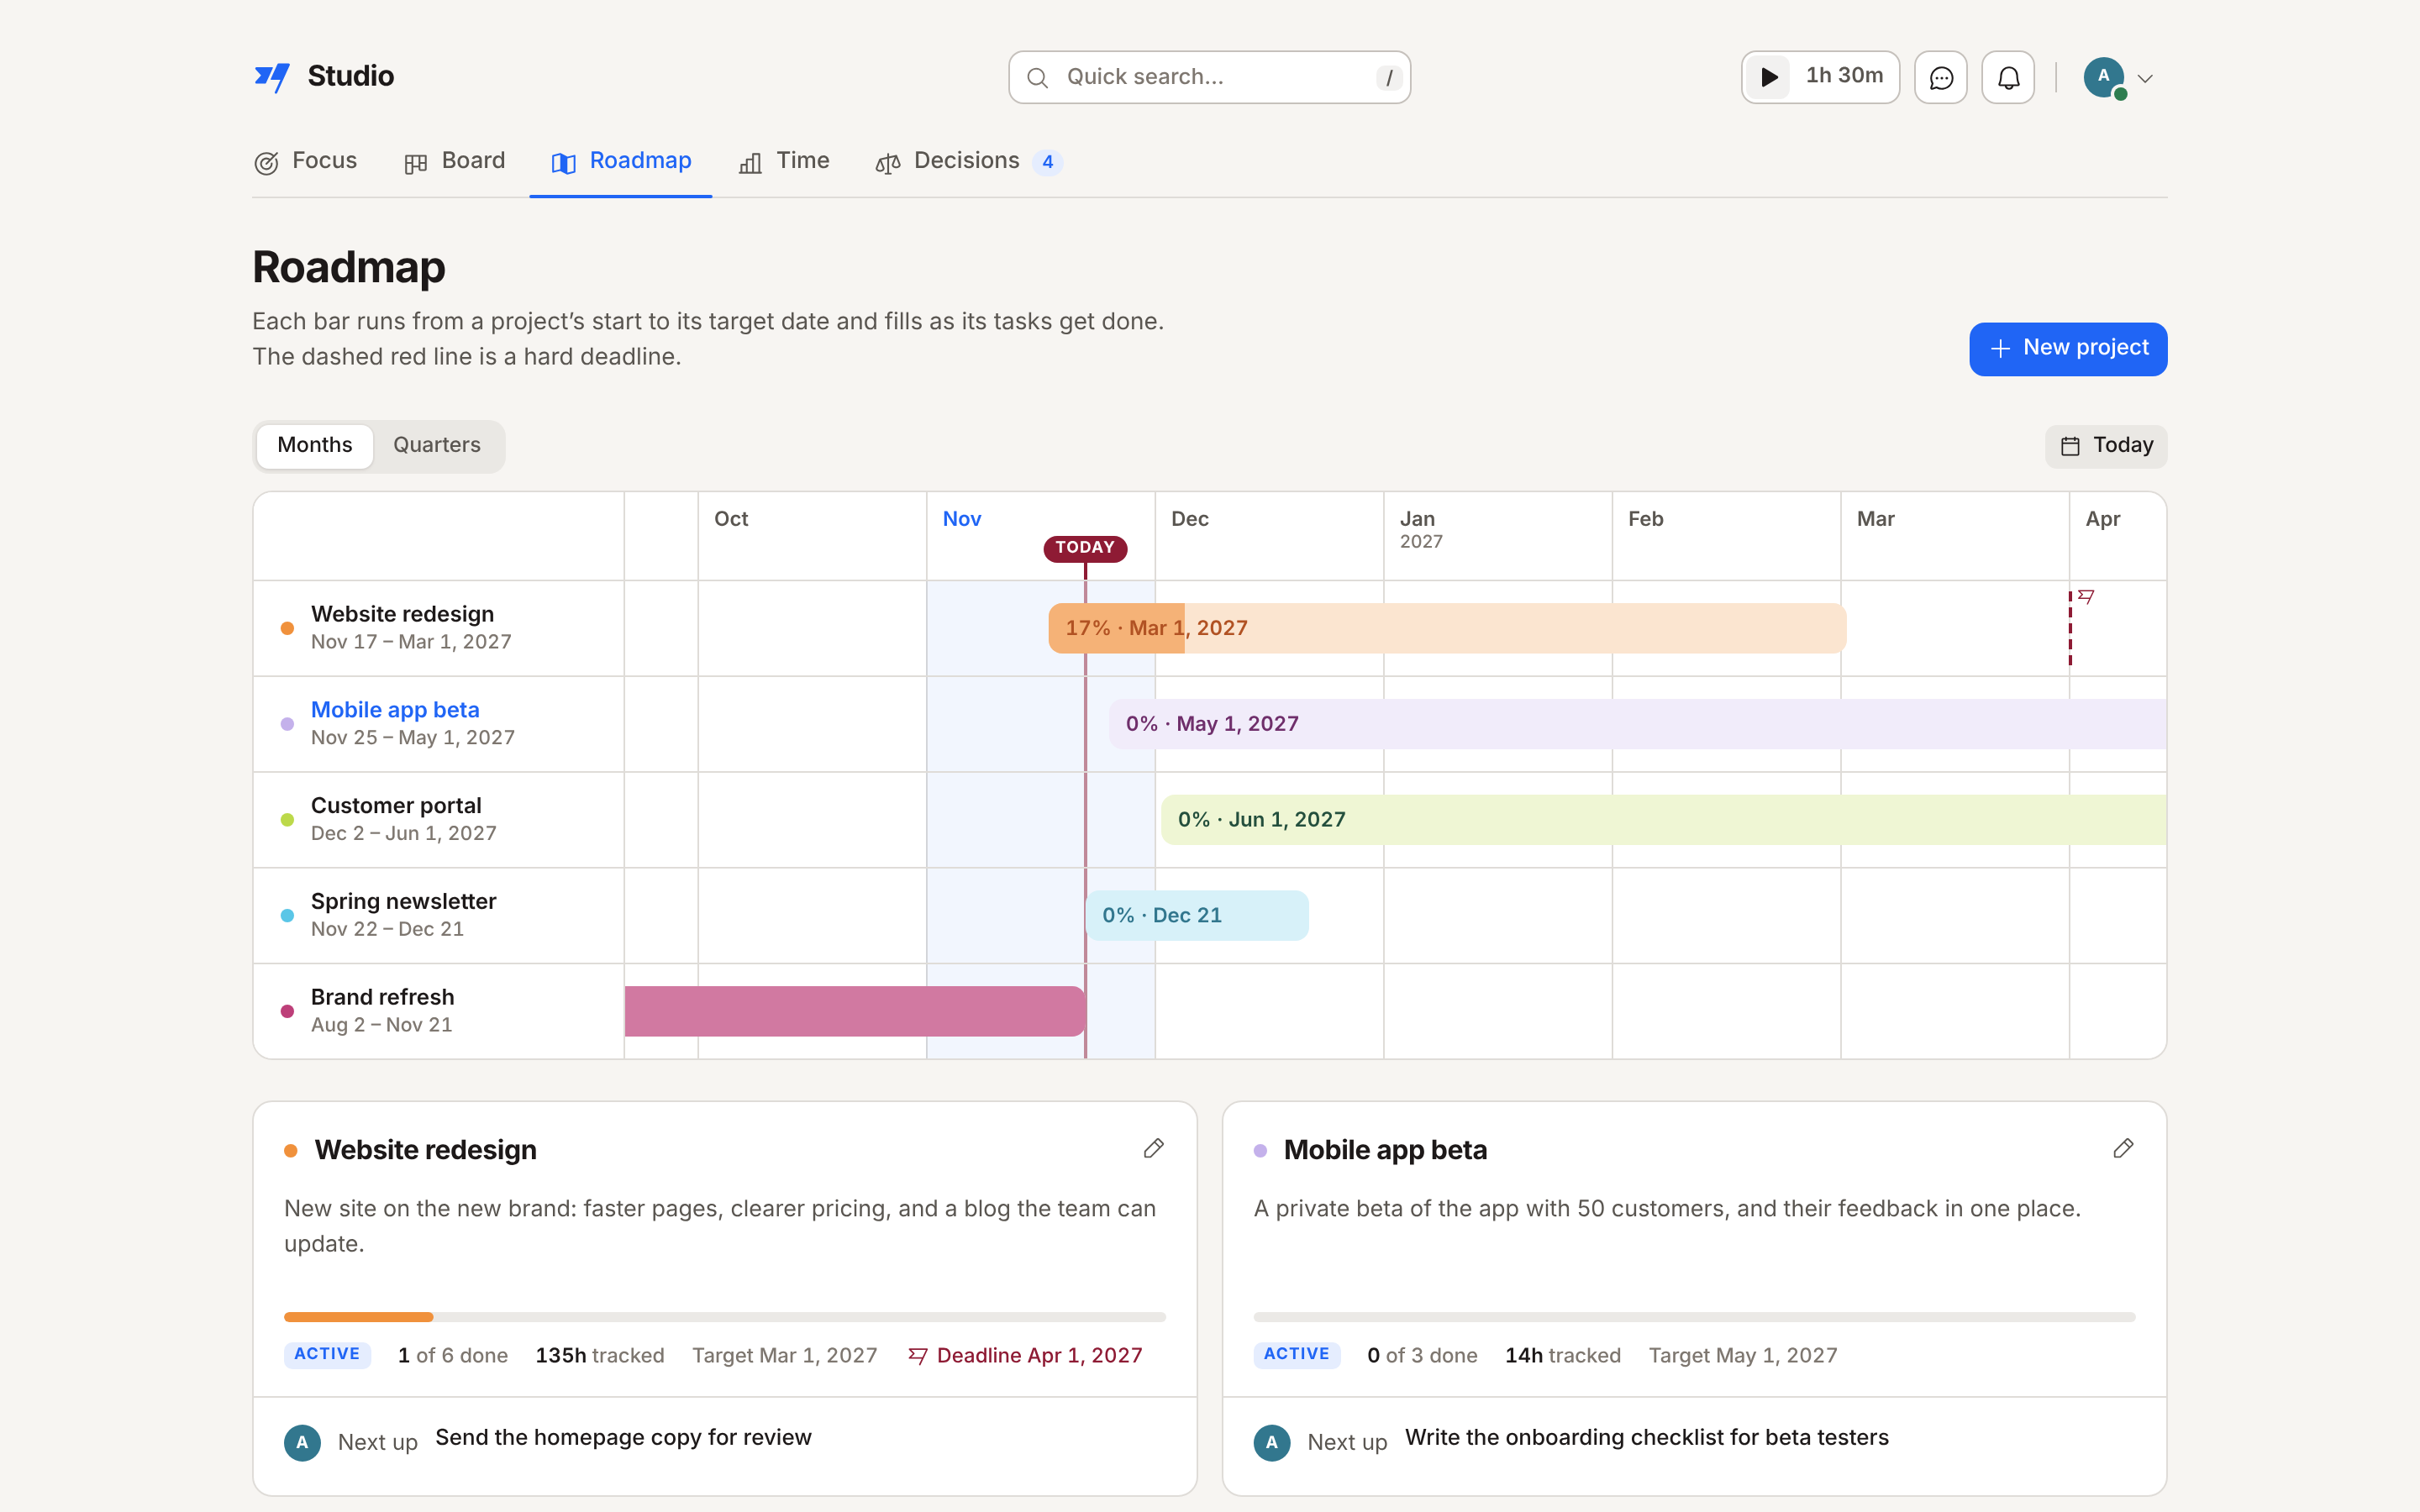 Studio
Quick search...
/
1h 30m
A
Focus
Board
Roadmap
Time
Decisions 4
Roadmap
Each bar runs from a project’s start to its target date and fills as its tasks get done.
The dashed red line is a hard deadline.
New project
Months
Quarters
Today
Oct
Nov
Dec
Jan
2027
Feb
Mar
Apr
TODAY
Website redesign
Nov 17 – Mar 1, 2027
17% · Mar 1, 2027
Mobile app beta
Nov 25 – May 1, 2027
0% · May 1, 2027
Customer portal
Dec 2 – Jun 1, 2027
0% · Jun 1, 2027
Spring newsletter
Nov 22 – Dec 21
0% · Dec 21
Brand refresh
Aug 2 – Nov 21
Website redesign
New site on the new brand: faster pages, clearer pricing, and a blog the team can
update.
ACTIVE 1 of 6 done 135h tracked Target Mar 1, 2027 Deadline Apr 1, 2027
A Next up Send the homepage copy for review
Mobile app beta
A private beta of the app with 50 customers, and their feedback in one place.
ACTIVE 0 of 3 done 14h tracked Target May 1, 2027
A Next up Write the onboarding checklist for beta testers